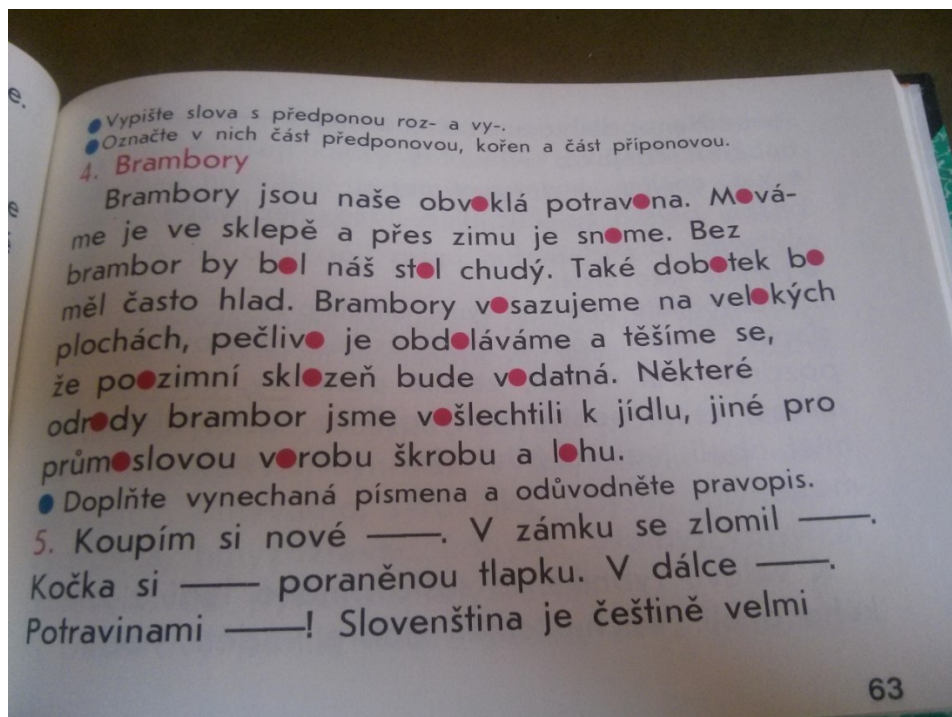 ● Vypište slova s předponou roz- a vy-.
● Označte v nich část předponovou, kořen a část příponovou.
4. Brambory
Brambory jsou naše obv●klá potrav●na. M●vá-
me je ve sklepě a přes zimu je sn●me. Bez
brambor by b●l náš st●l chudý. Také dob●tek b●
měl často hlad. Brambory v●sazujeme na vel●kých
plochách, pečliv● je obd●láváme a těšíme se,
že po●zimní skl●zeň bude v●datná. Některé
odr●dy brambor jsme v●šlechtili k jídlu, jiné pro
prům●slovou v●robu škrobu a l●hu.
● Doplňte vynechaná písmena a odůvodněte pravopis.
5. Koupím si nové ——. V zámku se zlomil ——.
Kočka si —— poraněnou tlapku. V dálce ——.
Potravinami ——! Slovenština je češtině velmi
63